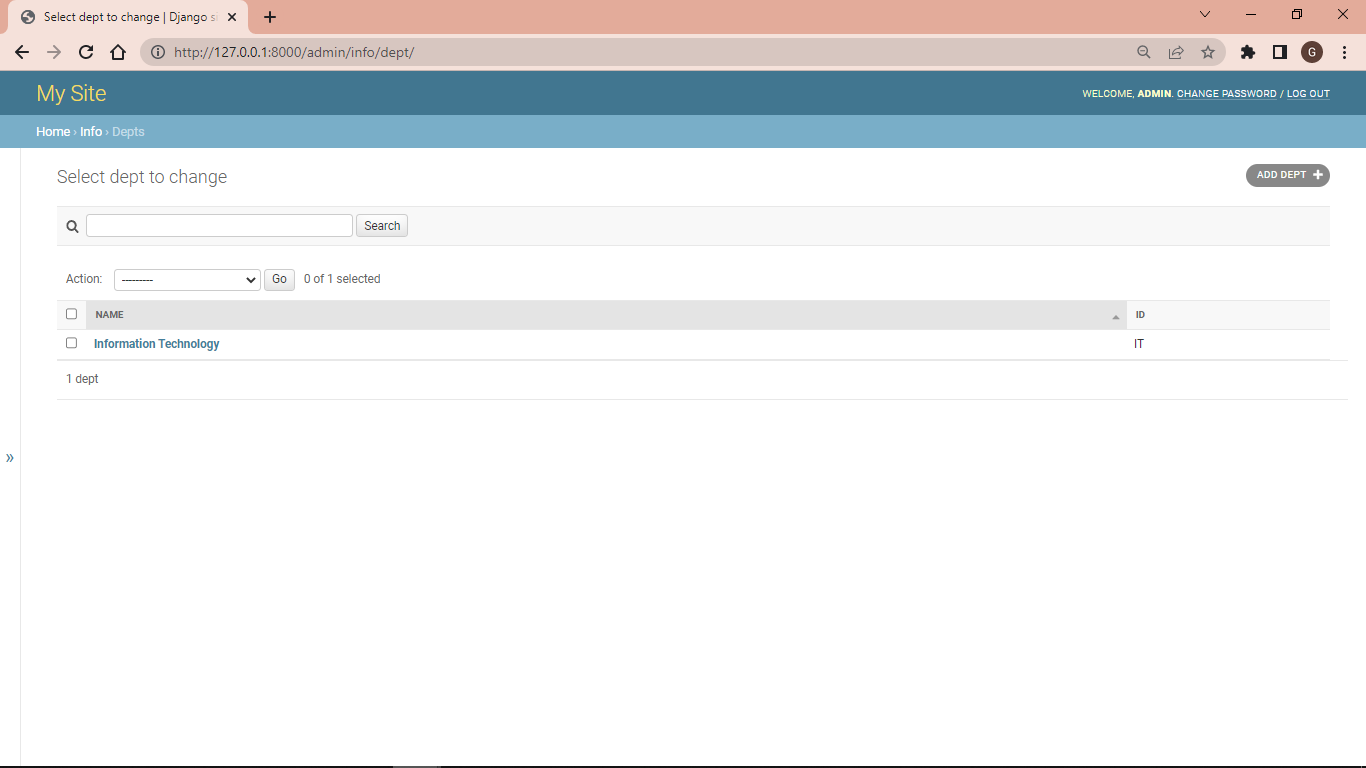 Select dept to change | Django si
http://127.0.0.1:8000/admin/info/dept/
G
My Site
WELCOME, ADMIN. CHANGE PASSWORD / LOG OUT
Home › Info › Depts
Select dept to change
ADD DEPT +
Search
Action: --------- Go 0 of 1 selected
NAME ID
Information Technology IT
1 dept
»